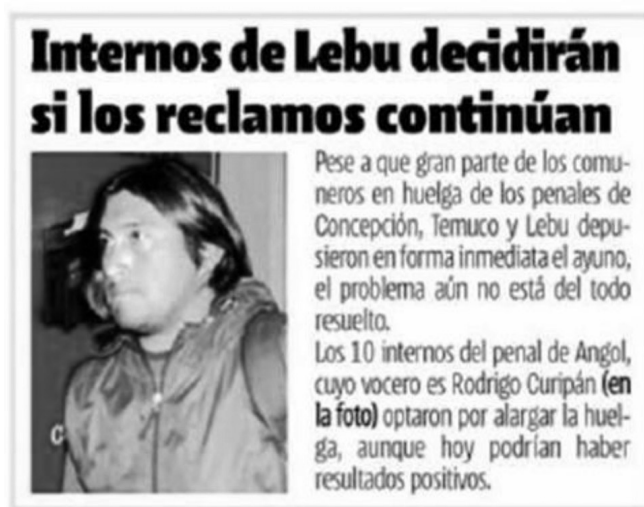 Internos de Lebu decidirán
si los reclamos continúan
Pese a que gran parte de los comu-
neros en huelga de los penales de
Concepción, Temuco y Lebu depu-
sieron en forma inmediata el ayuno,
el problema aún no está del todo
resuelto.
Los 10 internos del penal de Angol,
cuyo vocero es Rodrigo Curipán (en
la foto) optaron por alargar la huel-
ga, aunque hoy podrían haber
resultados positivos.
C